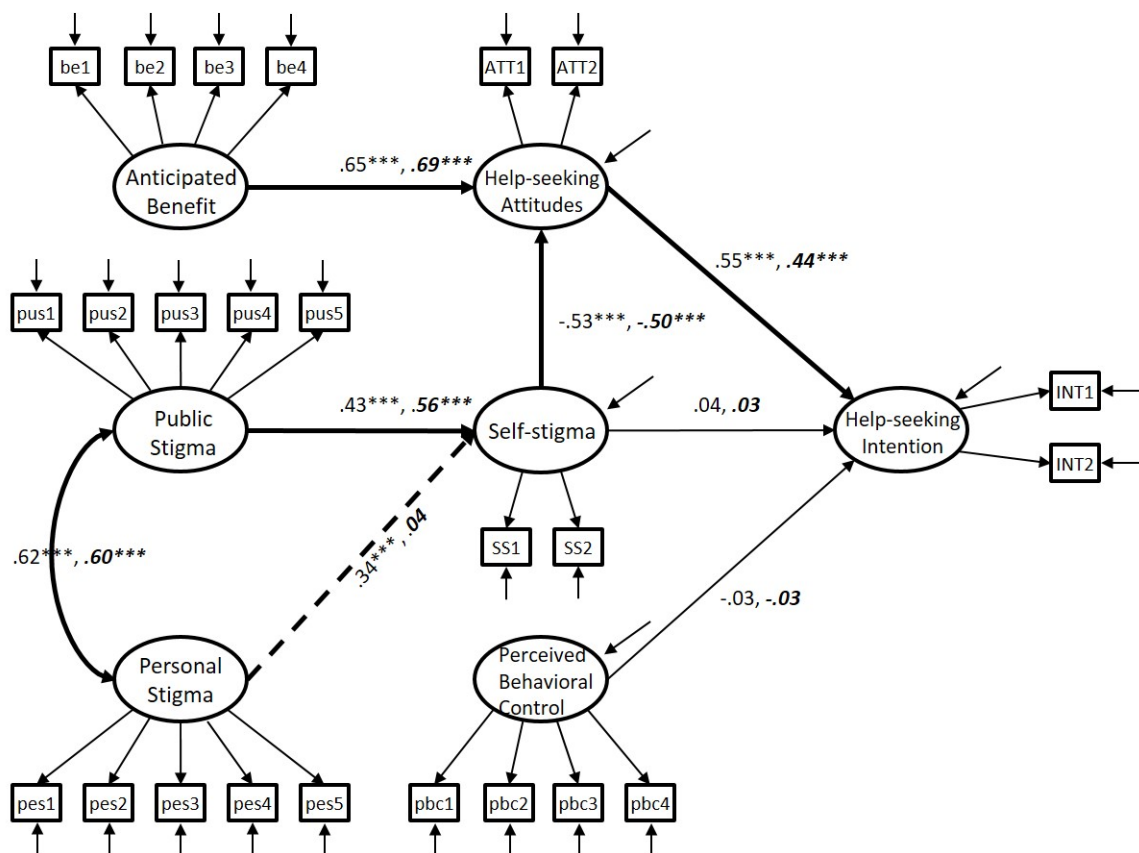 be1
be2
be3
be4
ATT1
ATT2
Anticipated
Benefit
.65***, .69***
Help-seeking
Attitudes
.55***, .44***
pus1
pus2
pus3
pus4
pus5
-.53***, -.50***
Public
Stigma
.43***, .56***
Self-stigma
.04, .03
Help-seeking
Intention
INT1
INT2
.62***, .60***
.34***, .04
SS1
SS2
-.03, -.03
Personal
Stigma
Perceived
Behavioral
Control
pes1
pes2
pes3
pes4
pes5
pbc1
pbc2
pbc3
pbc4